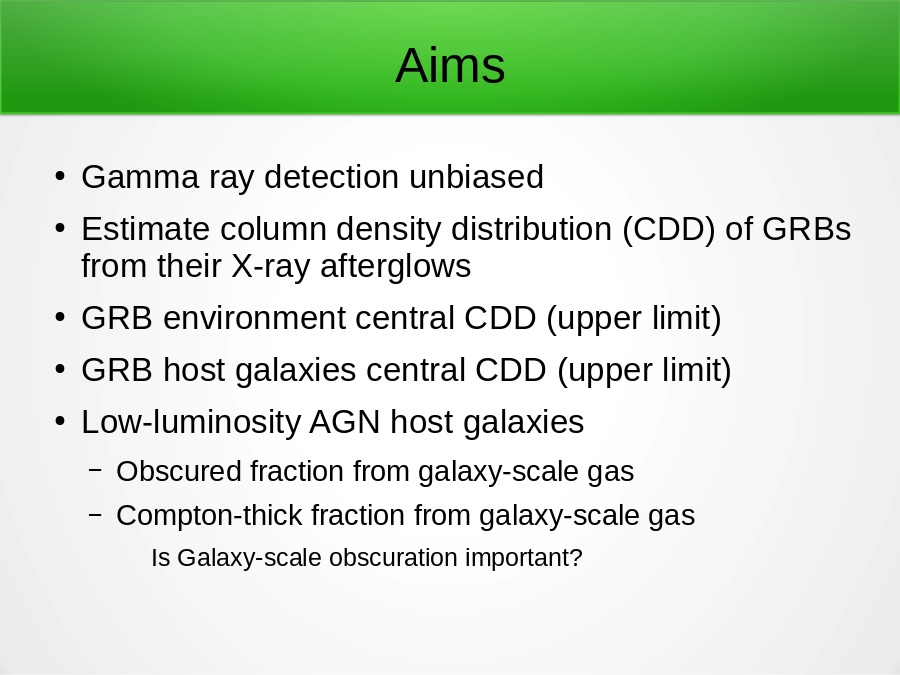 Aims
• Gamma ray detection unbiased
• Estimate column density distribution (CDD) of GRBs
from their X-ray afterglows
• GRB environment central CDD (upper limit)
• GRB host galaxies central CDD (upper limit)
• Low-luminosity AGN host galaxies
– Obscured fraction from galaxy-scale gas
– Compton-thick fraction from galaxy-scale gas
Is Galaxy-scale obscuration important?